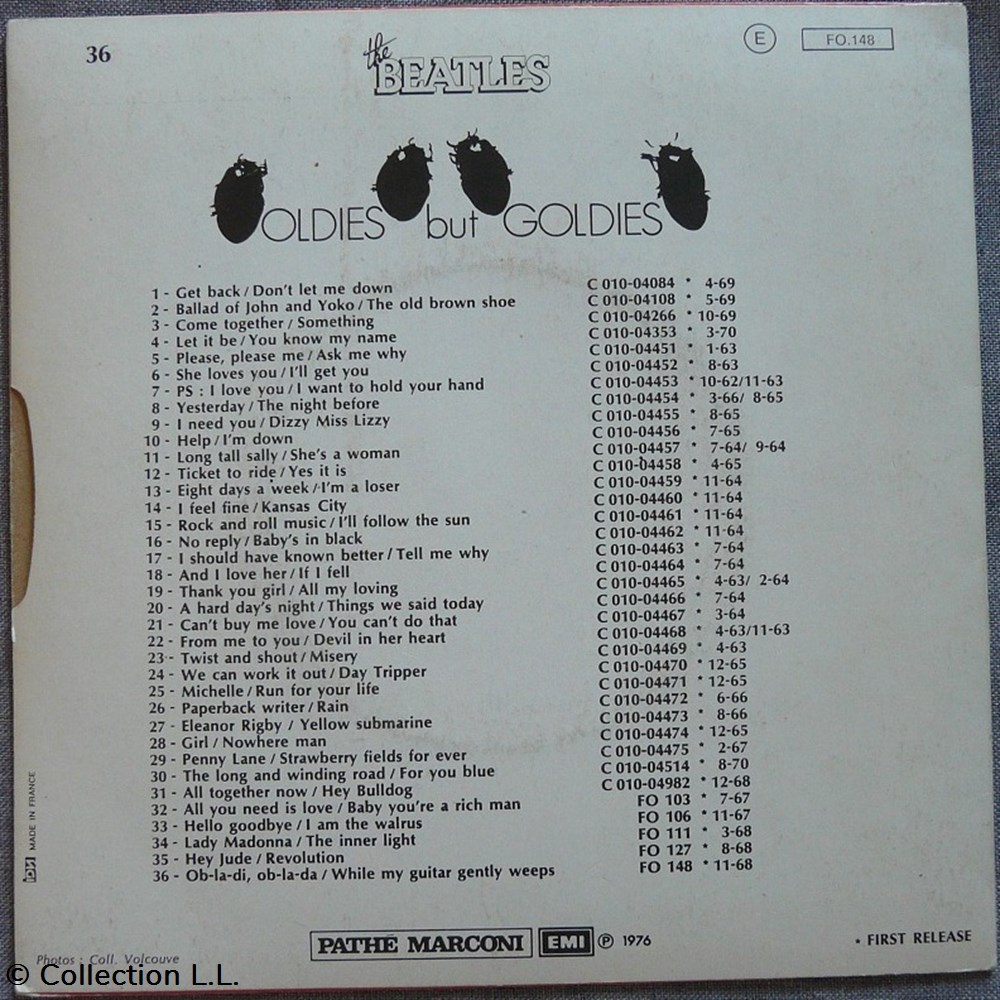 36
the BEATLES
E FO.148
OLDIES but GOLDIES
1 - Get back / Don't let me down C 010-04084 * 4-69
2 - Ballad of John and Yoko / The old brown shoe C 010-04108 * 5-69
3 - Come together / Something C 010-04266 * 10-69
4 - Let it be / You know my name C 010-04353 * 3-70
5 - Please, please me / Ask me why C 010-04451 * 1-63
6 - She loves you / I'll get you C 010-04452 * 8-63
7 - PS : I love you / I want to hold your hand C 010-04453 * 10-62/11-63
8 - Yesterday / The night before C 010-04454 * 3-66/ 8-65
9 - I need you / Dizzy Miss Lizzy C 010-04455 * 8-65
10 - Help / I'm down C 010-04456 * 7-65
11 - Long tall sally / She's a woman C 010-04457 * 7-64/ 9-64
12 - Ticket to ride / Yes it is C 010-04458 * 4-65
13 - Eight days a week / I'm a loser C 010-04459 * 11-64
14 - I feel fine / Kansas City C 010-04460 * 11-64
15 - Rock and roll music / I'll follow the sun C 010-04461 * 11-64
16 - No reply / Baby's in black C 010-04462 * 11-64
17 - I should have known better / Tell me why C 010-04463 * 7-64
18 - And I love her / If I fell C 010-04464 * 7-64
19 - Thank you girl / All my loving C 010-04465 * 4-63/ 2-64
20 - A hard day's night / Things we said today C 010-04466 * 7-64
21 - Can't buy me love / You can't do that C 010-04467 * 3-64
22 - From me to you / Devil in her heart C 010-04468 * 4-63/11-63
23 - Twist and shout / Misery C 010-04469 * 4-63
24 - We can work it out / Day Tripper C 010-04470 * 12-65
25 - Michelle / Run for your life C 010-04471 * 12-65
26 - Paperback writer / Rain C 010-04472 * 6-66
27 - Eleanor Rigby / Yellow submarine C 010-04473 * 8-66
28 - Girl / Nowhere man C 010-04474 * 12-65
29 - Penny Lane / Strawberry fields for ever C 010-04475 * 2-67
30 - The long and winding road / For you blue C 010-04514 * 8-70
31 - All together now / Hey Bulldog C 010-04982 * 12-68
32 - All you need is love / Baby you're a rich man FO 103 * 7-67
33 - Hello goodbye / I am the walrus FO 106 * 11-67
34 - Lady Madonna / The inner light FO 111 * 3-68
35 - Hey Jude / Revolution FO 127 * 8-68
36 - Ob-la-di, ob-la-da / While my guitar gently weeps FO 148 * 11-68
MADE IN FRANCE
PATHÉ MARCONI EMI ℗ 1976
* FIRST RELEASE
Photos : Coll. Volcouve
© Collection L.L.